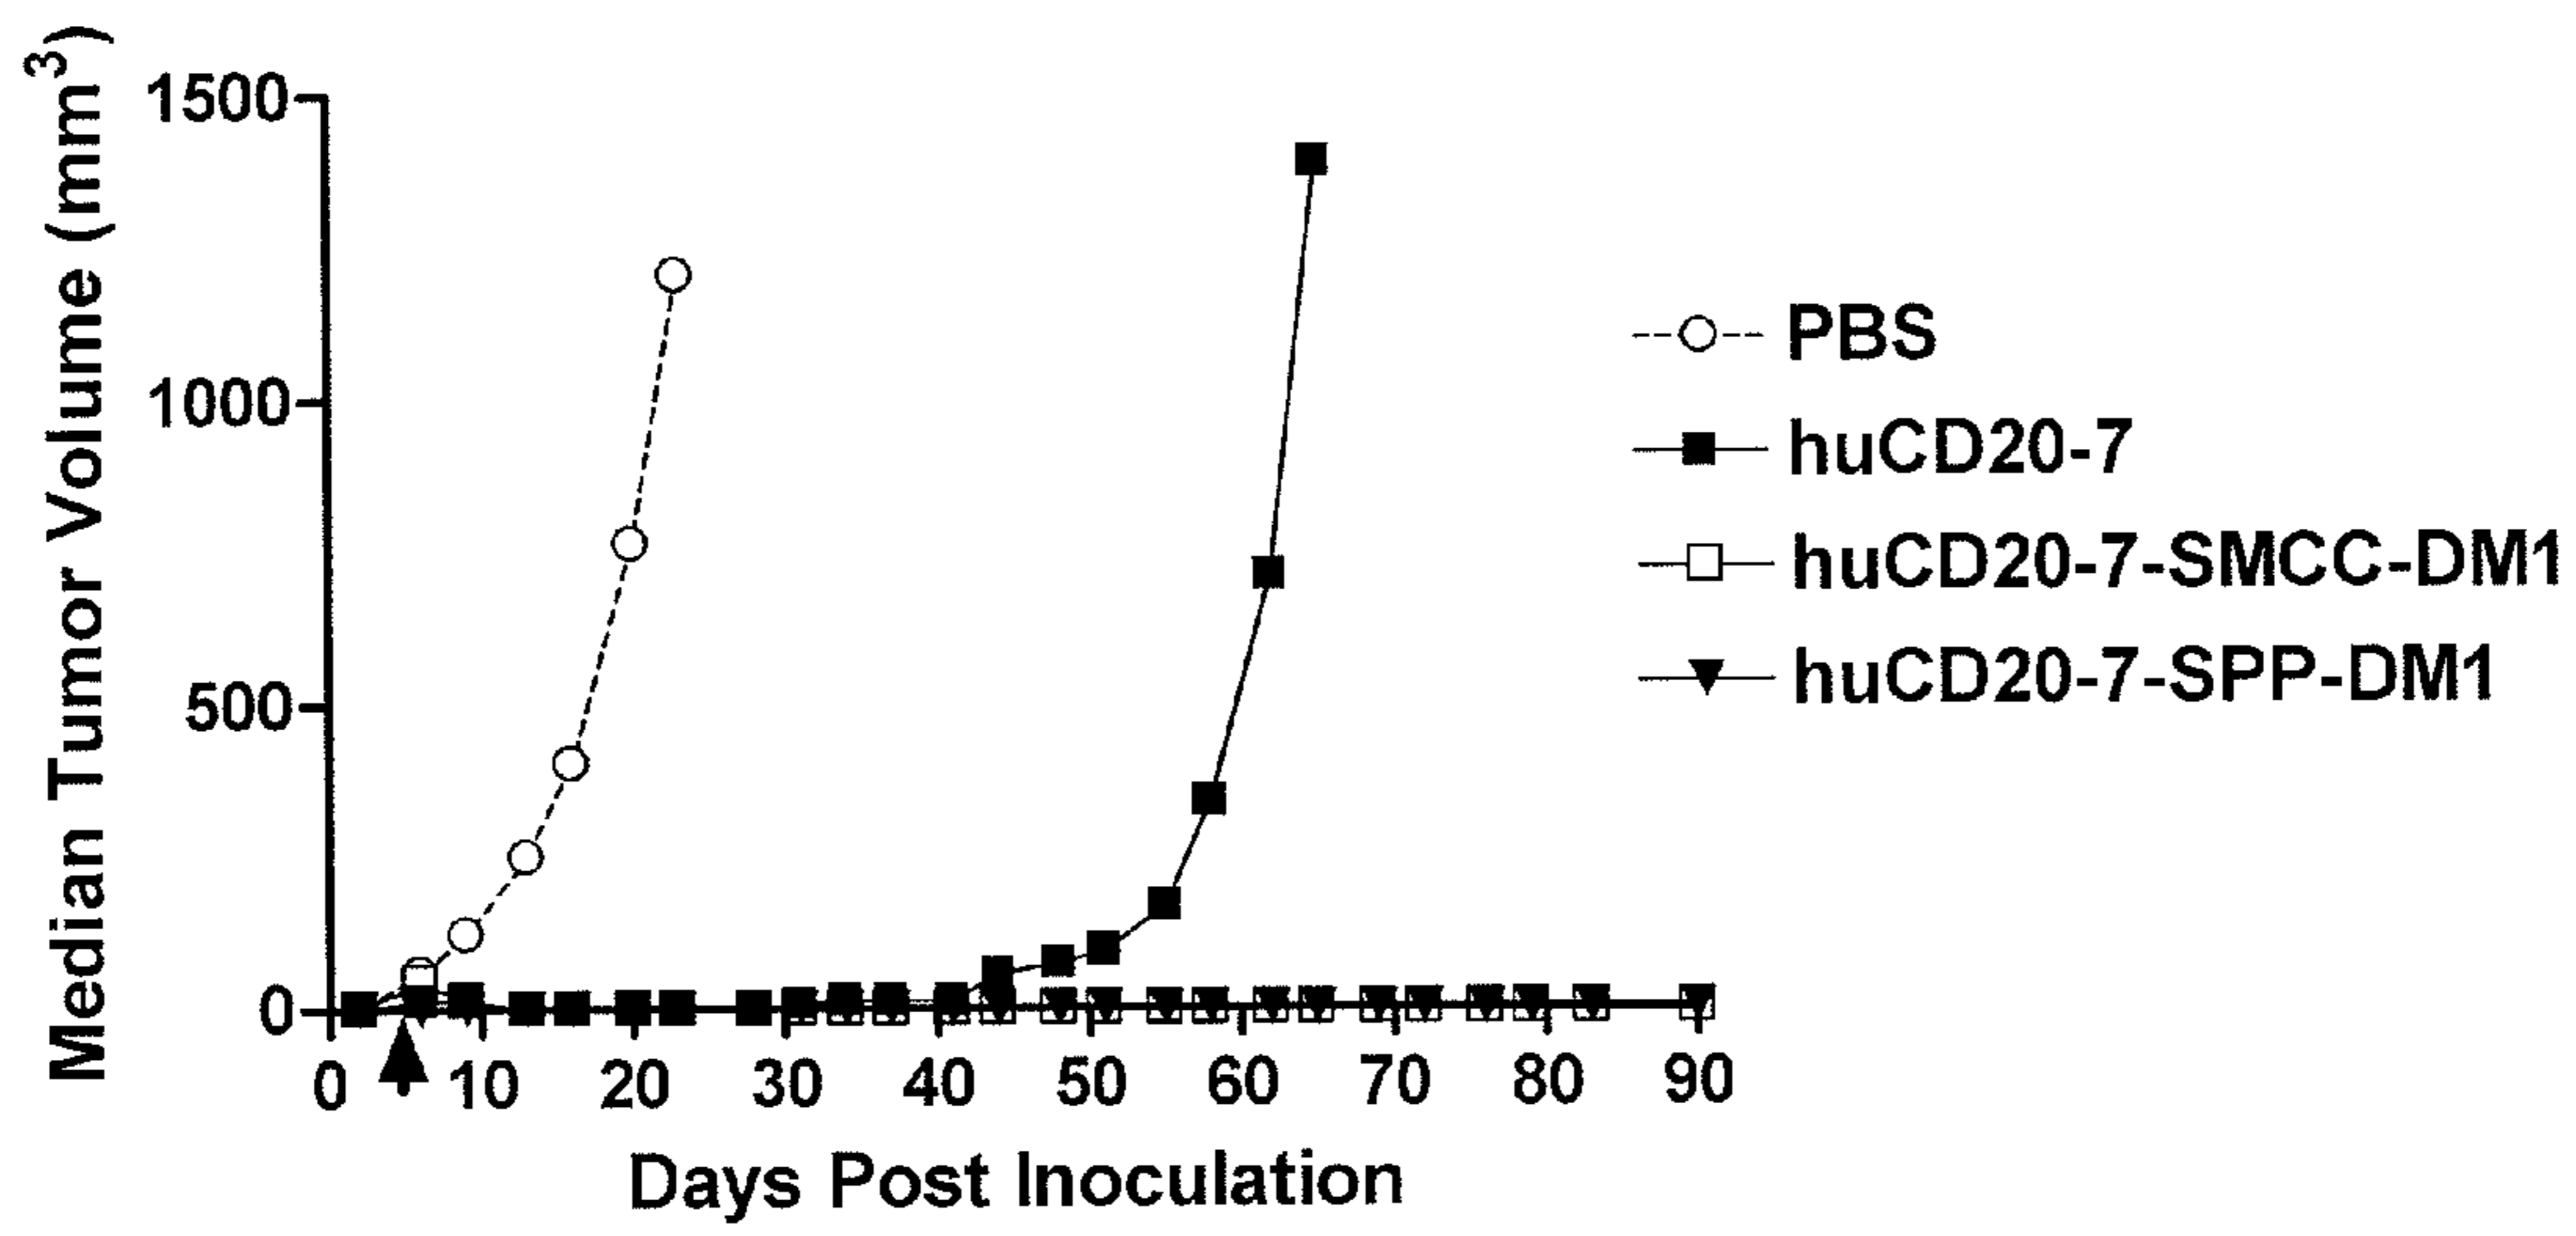 Median Tumor Volume (mm³)
1500
1000
500
0
0 10 20 30 40 50 60 70 80 90
Days Post Inoculation
PBS
huCD20-7
huCD20-7-SMCC-DM1
huCD20-7-SPP-DM1